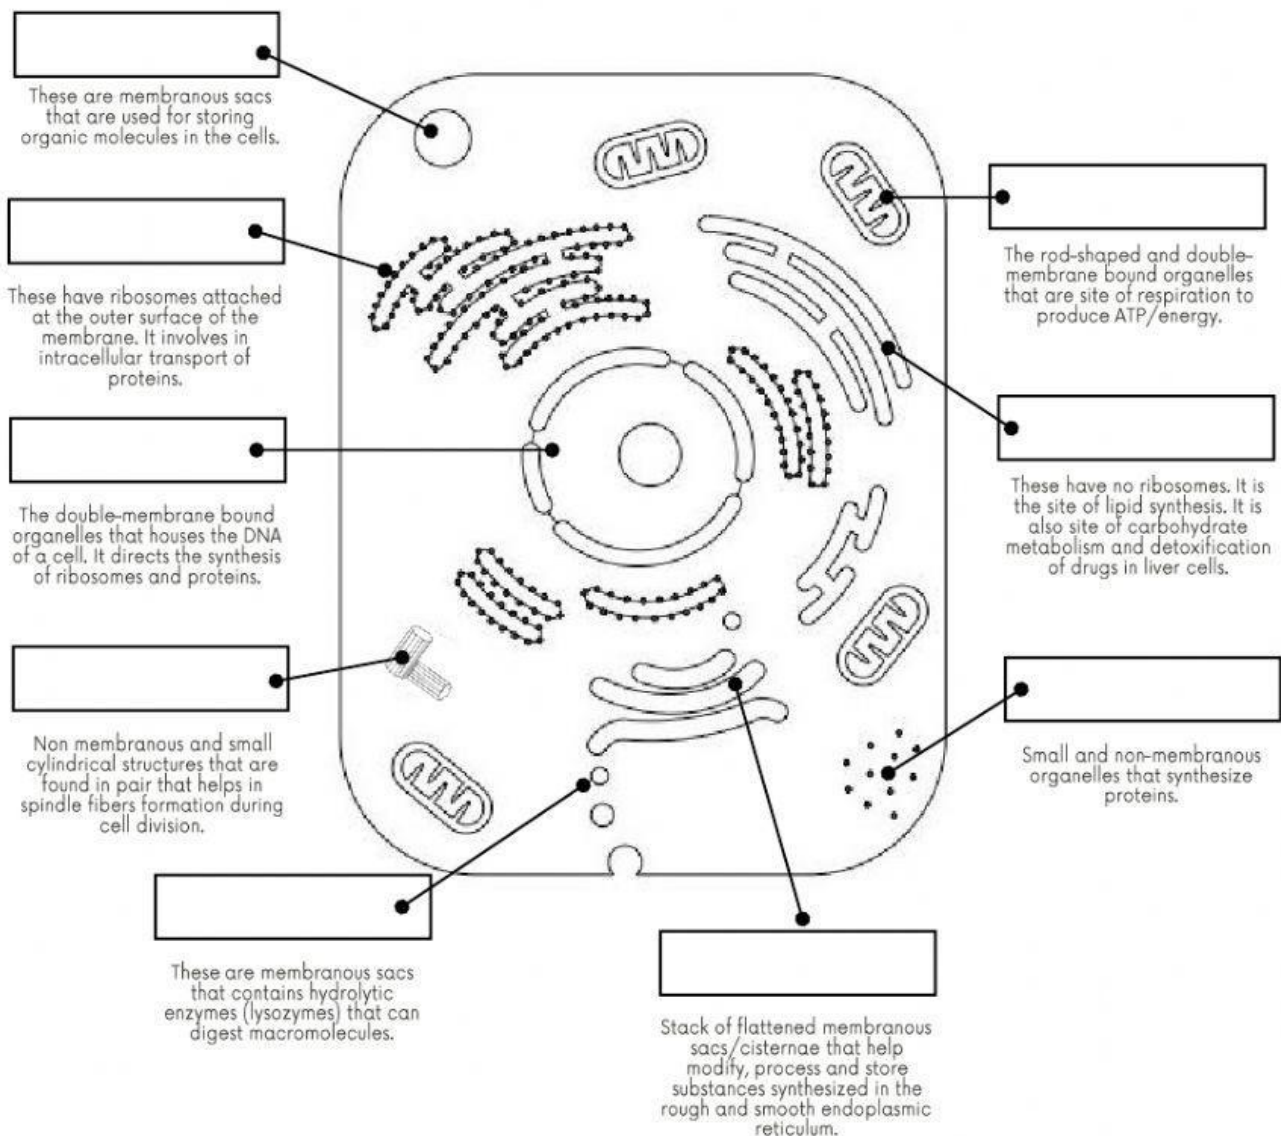 These are membranous sacs
that are used for storing
organic molecules in the cells.
These have ribosomes attached
at the outer surface of the
membrane. It involves in
intracellular transport of
proteins.
The double-membrane bound
organelles that houses the DNA
of a cell. It directs the synthesis
of ribosomes and proteins.
Non membranous and small
cylindrical structures that are
found in pair that helps in
spindle fibers formation during
cell division.
These are membranous sacs
that contains hydrolytic
enzymes (lysozymes) that can
digest macromolecules.
The rod-shaped and double-
membrane bound organelles
that are site of respiration to
produce ATP/energy.
These have no ribosomes. It is
the site of lipid synthesis. It is
also site of carbohydrate
metabolism and detoxification
of drugs in liver cells.
Small and non-membranous
organelles that synthesize
proteins.
Stack of flattened membranous
sacs/cisternae that help
modify, process and store
substances synthesized in the
rough and smooth endoplasmic
reticulum.